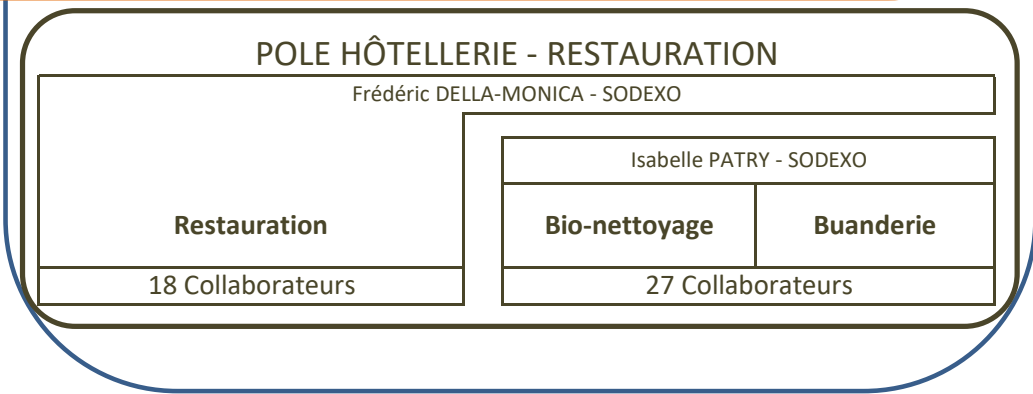 POLE HÔTELLERIE - RESTAURATION
Frédéric DELLA-MONICA - SODEXO
Isabelle PATRY - SODEXO
Restauration
Bio-nettoyage
Buanderie
18 Collaborateurs
27 Collaborateurs